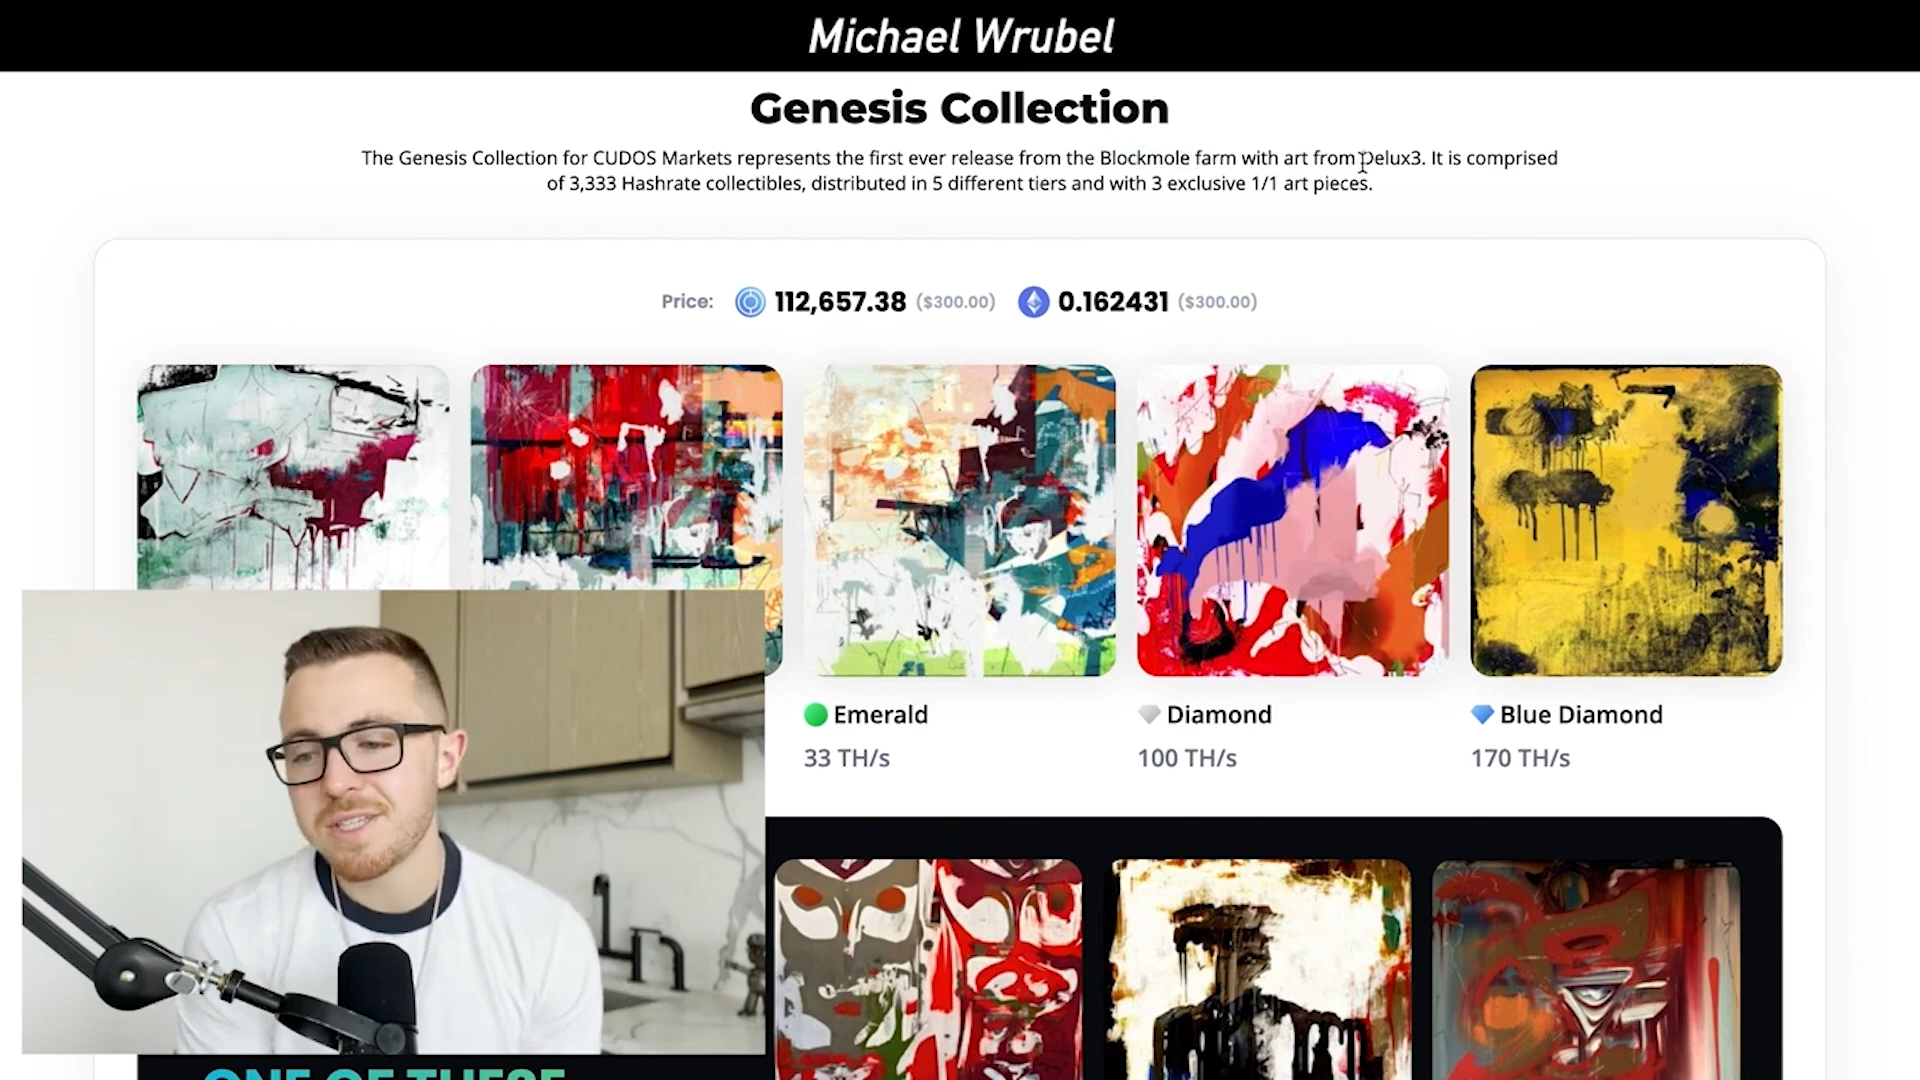 Michael Wrubel
Genesis Collection
The Genesis Collection for CUDOS Markets represents the first ever release from the Blockmole farm with art from Delux3. It is comprised
of 3,333 Hashrate collectibles, distributed in 5 different tiers and with 3 exclusive 1/1 art pieces.
Price: 112,657.38 ($300.00) 0.162431 ($300.00)
Emerald
33 TH/s
Diamond
100 TH/s
Blue Diamond
170 TH/s
ONE OF THESE